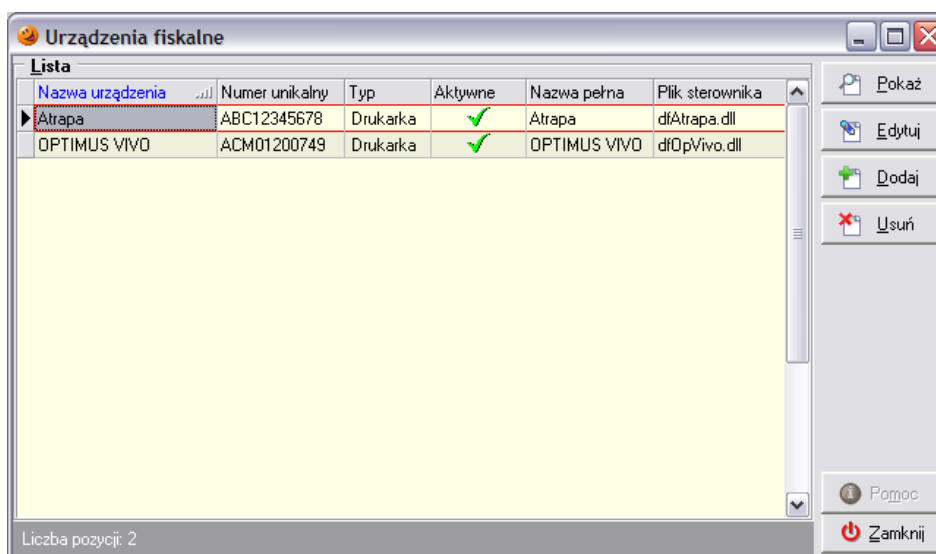 Urządzenia fiskalne
Lista
Nazwa urządzenia Numer unikalny Typ Aktywne Nazwa pełna Plik sterownika
Atrapa ABC12345678 Drukarka Atrapa dfAtrapa.dll
OPTIMUS VIVO ACM01200749 Drukarka OPTIMUS VIVO dfOpVivo.dll
Pokaż
Edytuj
Dodaj
Usuń
Pomoc
Zamknij
Liczba pozycji: 2